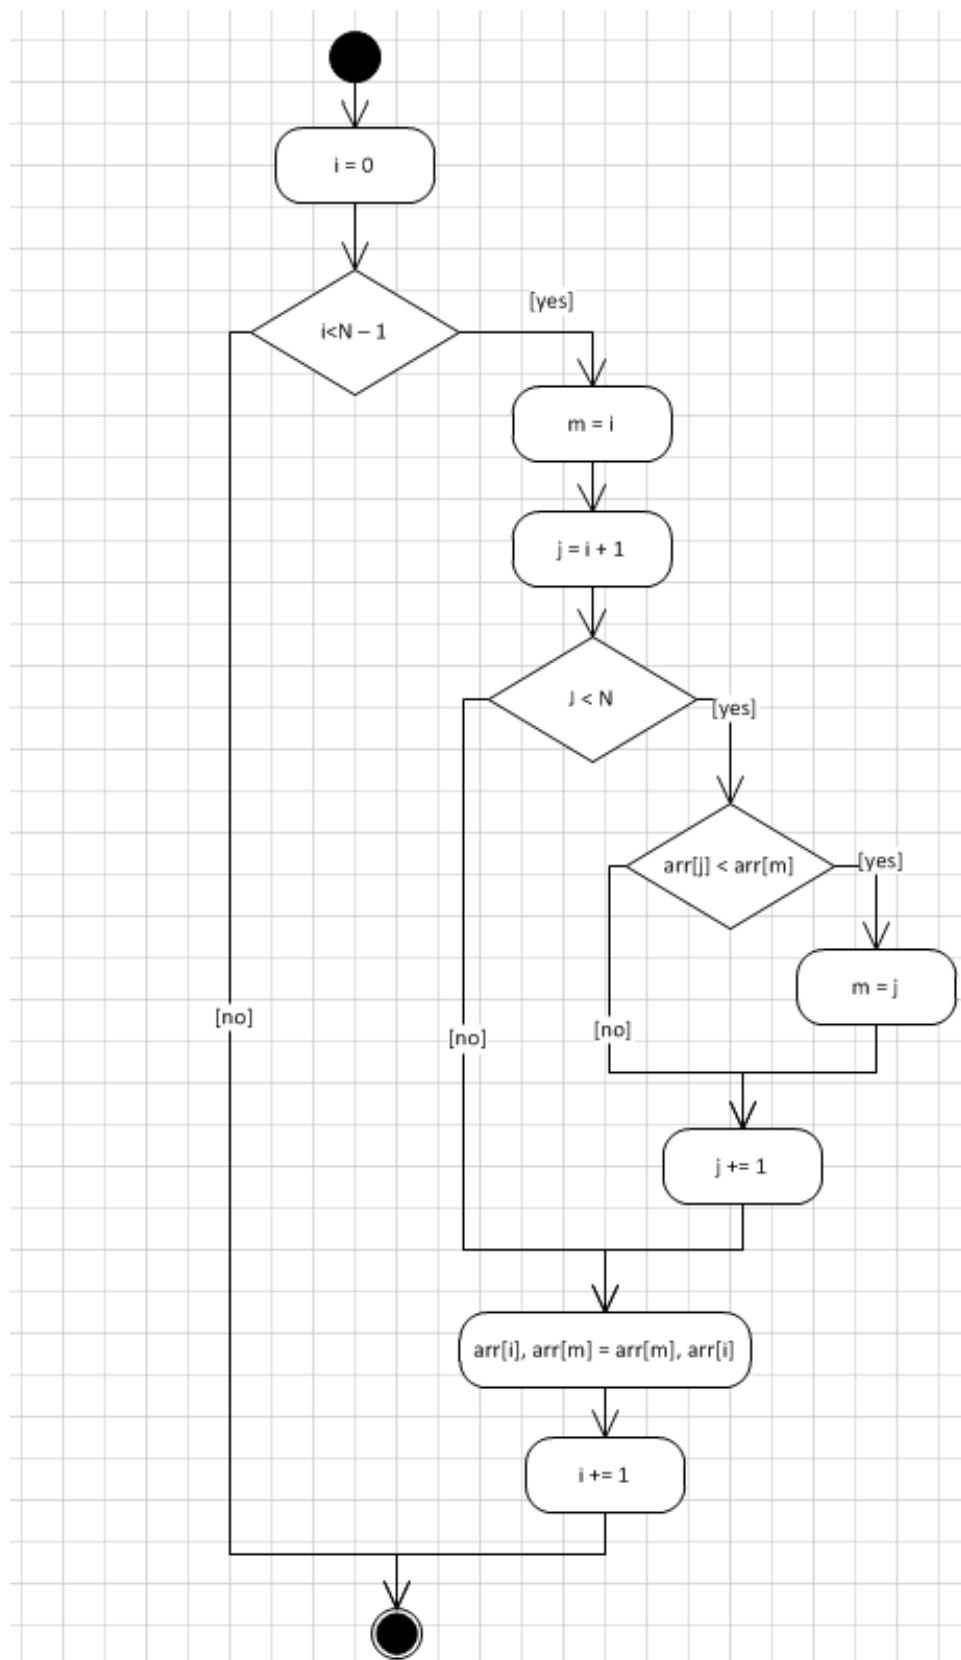 i = 0
[yes]
i<N – 1
m = i
j = i + 1
J < N
[yes]
arr[j] < arr[m]
[yes]
m = j
[no]
[no]
[no]
j += 1
arr[i], arr[m] = arr[m], arr[i]
i += 1